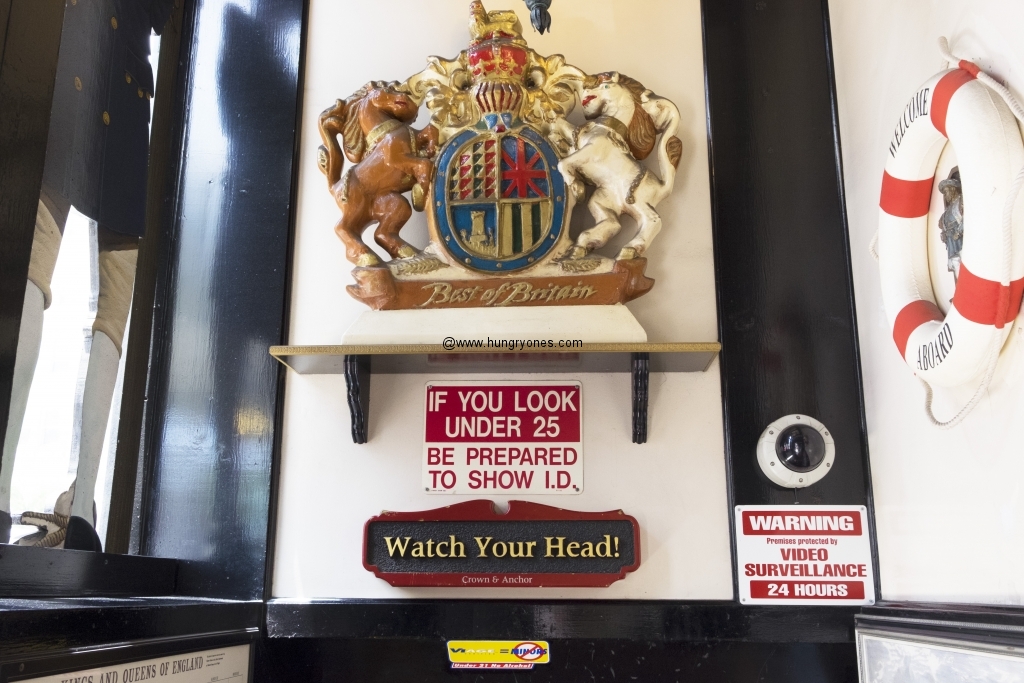 WELCOME
ABOARD
Best of Britain
@www.hungryones.com
IF YOU LOOK
UNDER 25
BE PREPARED
TO SHOW I.D.
Watch Your Head!
Crown & Anchor
WARNING
Premises protected by
VIDEO
SURVEILLANCE
24 HOURS
= MINORS
Under 21 No Alcohol
KINGS AND QUEENS OF ENGLAND